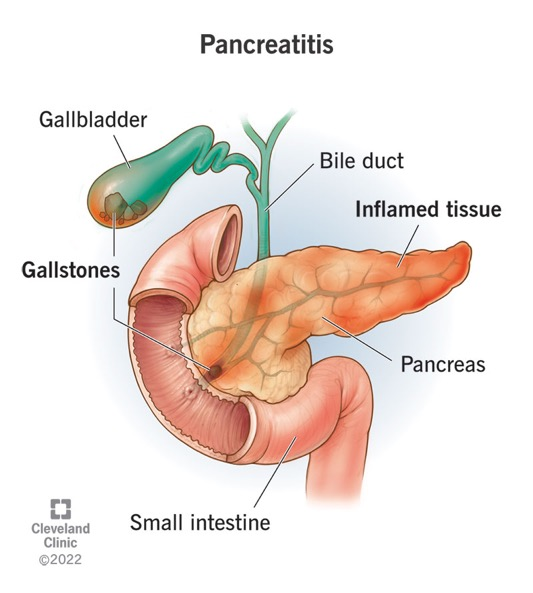 Pancreatitis
Gallbladder
Bile duct
Inflamed tissue
Gallstones
Pancreas
Small intestine
Cleveland
Clinic
©2022